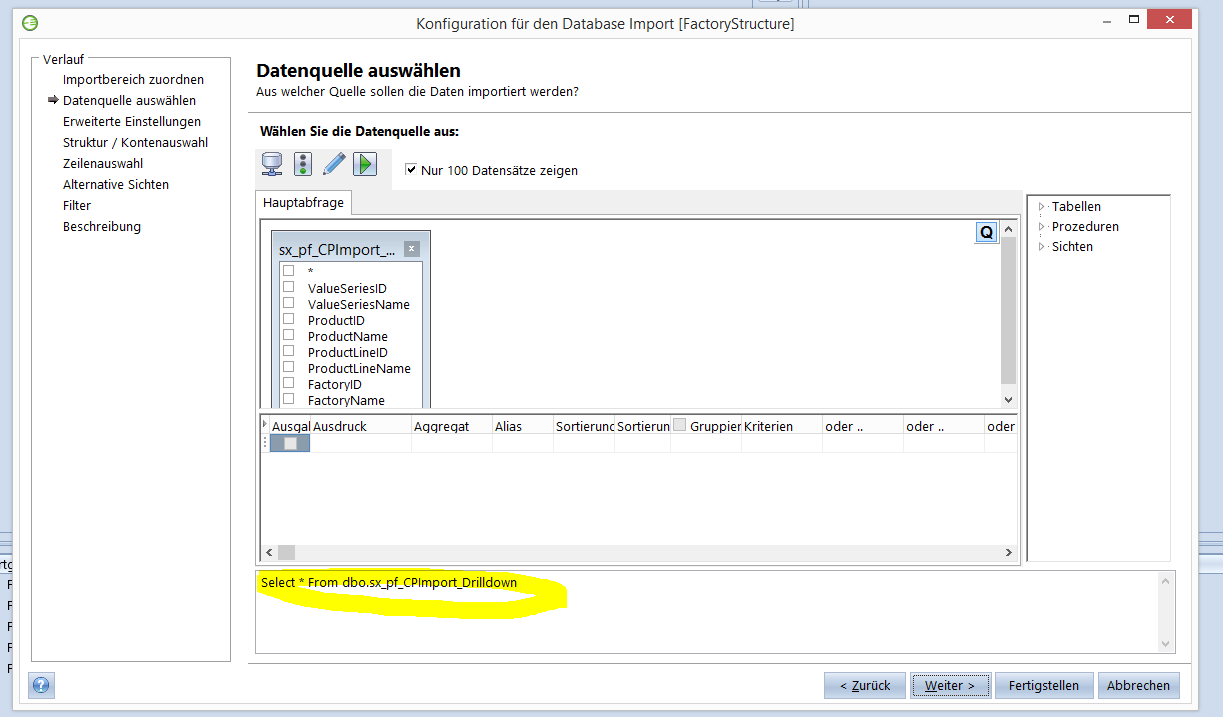 Konfiguration für den Database Import [FactoryStructure]
Verlauf
Importbereich zuordnen
Datenquelle auswählen
Erweiterte Einstellungen
Struktur / Kontenauswahl
Zeilenauswahl
Alternative Sichten
Filter
Beschreibung
Datenquelle auswählen
Aus welcher Quelle sollen die Daten importiert werden?
Wählen Sie die Datenquelle aus:
Nur 100 Datensätze zeigen
Hauptabfrage
Q
sx_pf_CPImport_... x
*
ValueSeriesID
ValueSeriesName
ProductID
ProductName
ProductLineID
ProductLineName
FactoryID
FactoryName
Tabellen
Prozeduren
Sichten
Ausgal Ausdruck Aggregat Alias Sortierung Sortierun Gruppier Kriterien oder .. oder .. oder
Select * From dbo.sx_pf_CPImport_Drilldown
? < Zurück Weiter > Fertigstellen Abbrechen